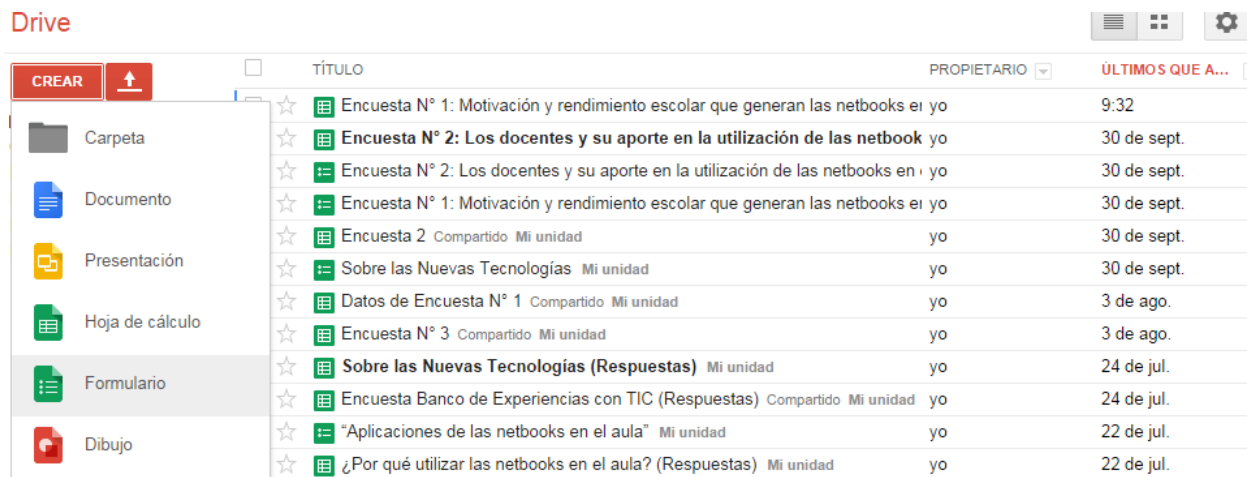 Drive
CREAR
Carpeta
Documento
Presentación
Hoja de cálculo
Formulario
Dibujo
TÍTULO PROPIETARIO ÚLTIMOS QUE A...
Encuesta N° 1: Motivación y rendimiento escolar que generan las netbooks yo 9:32
Encuesta N° 2: Los docentes y su aporte en la utilización de las netbook yo 30 de sept.
Encuesta N° 2: Los docentes y su aporte en la utilización de las netbooks en yo 30 de sept.
Encuesta N° 1: Motivación y rendimiento escolar que generan las netbooks yo 30 de sept.
Encuesta 2 Compartido Mi unidad yo 30 de sept.
Sobre las Nuevas Tecnologías Mi unidad yo 30 de sept.
Datos de Encuesta N° 1 Compartido Mi unidad yo 3 de ago.
Encuesta N° 3 Compartido Mi unidad yo 3 de ago.
Sobre las Nuevas Tecnologías (Respuestas) Mi unidad yo 24 de jul.
Encuesta Banco de Experiencias con TIC (Respuestas) Compartido Mi unidad yo 24 de jul.
“Aplicaciones de las netbooks en el aula” Mi unidad yo 22 de jul.
¿Por qué utilizar las netbooks en el aula? (Respuestas) Mi unidad yo 22 de jul.